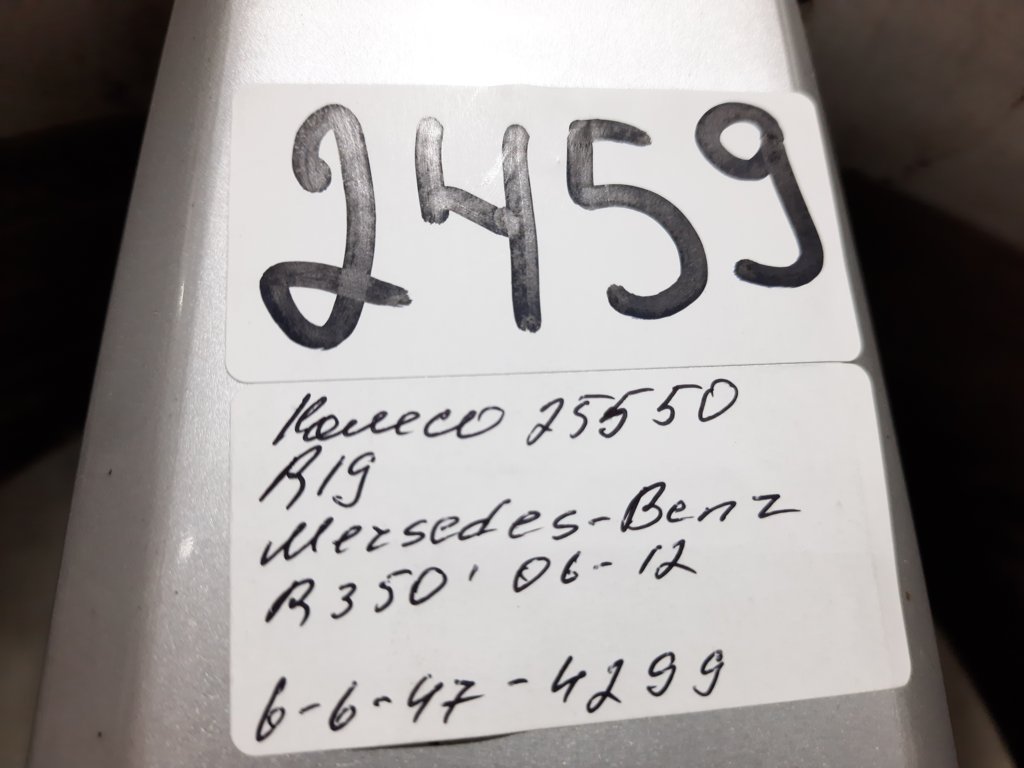 2459
Колесо 25550
R19
Mersedes-Benz
R350' 06-12
6-6-47-4299